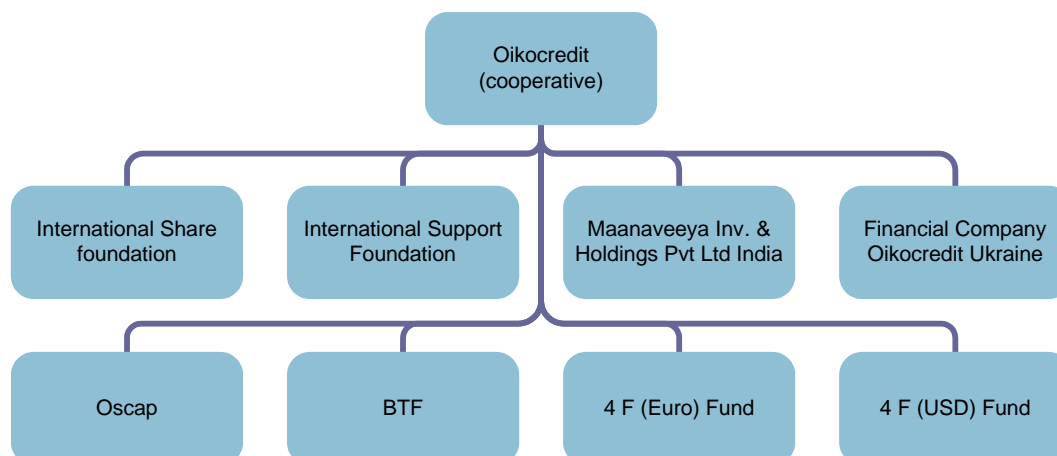 Oikocredit
(cooperative)
International Share
foundation
International Support
Foundation
Maanaveeya Inv. &
Holdings Pvt Ltd India
Financial Company
Oikocredit Ukraine
Oscap
BTF
4 F (Euro) Fund
4 F (USD) Fund